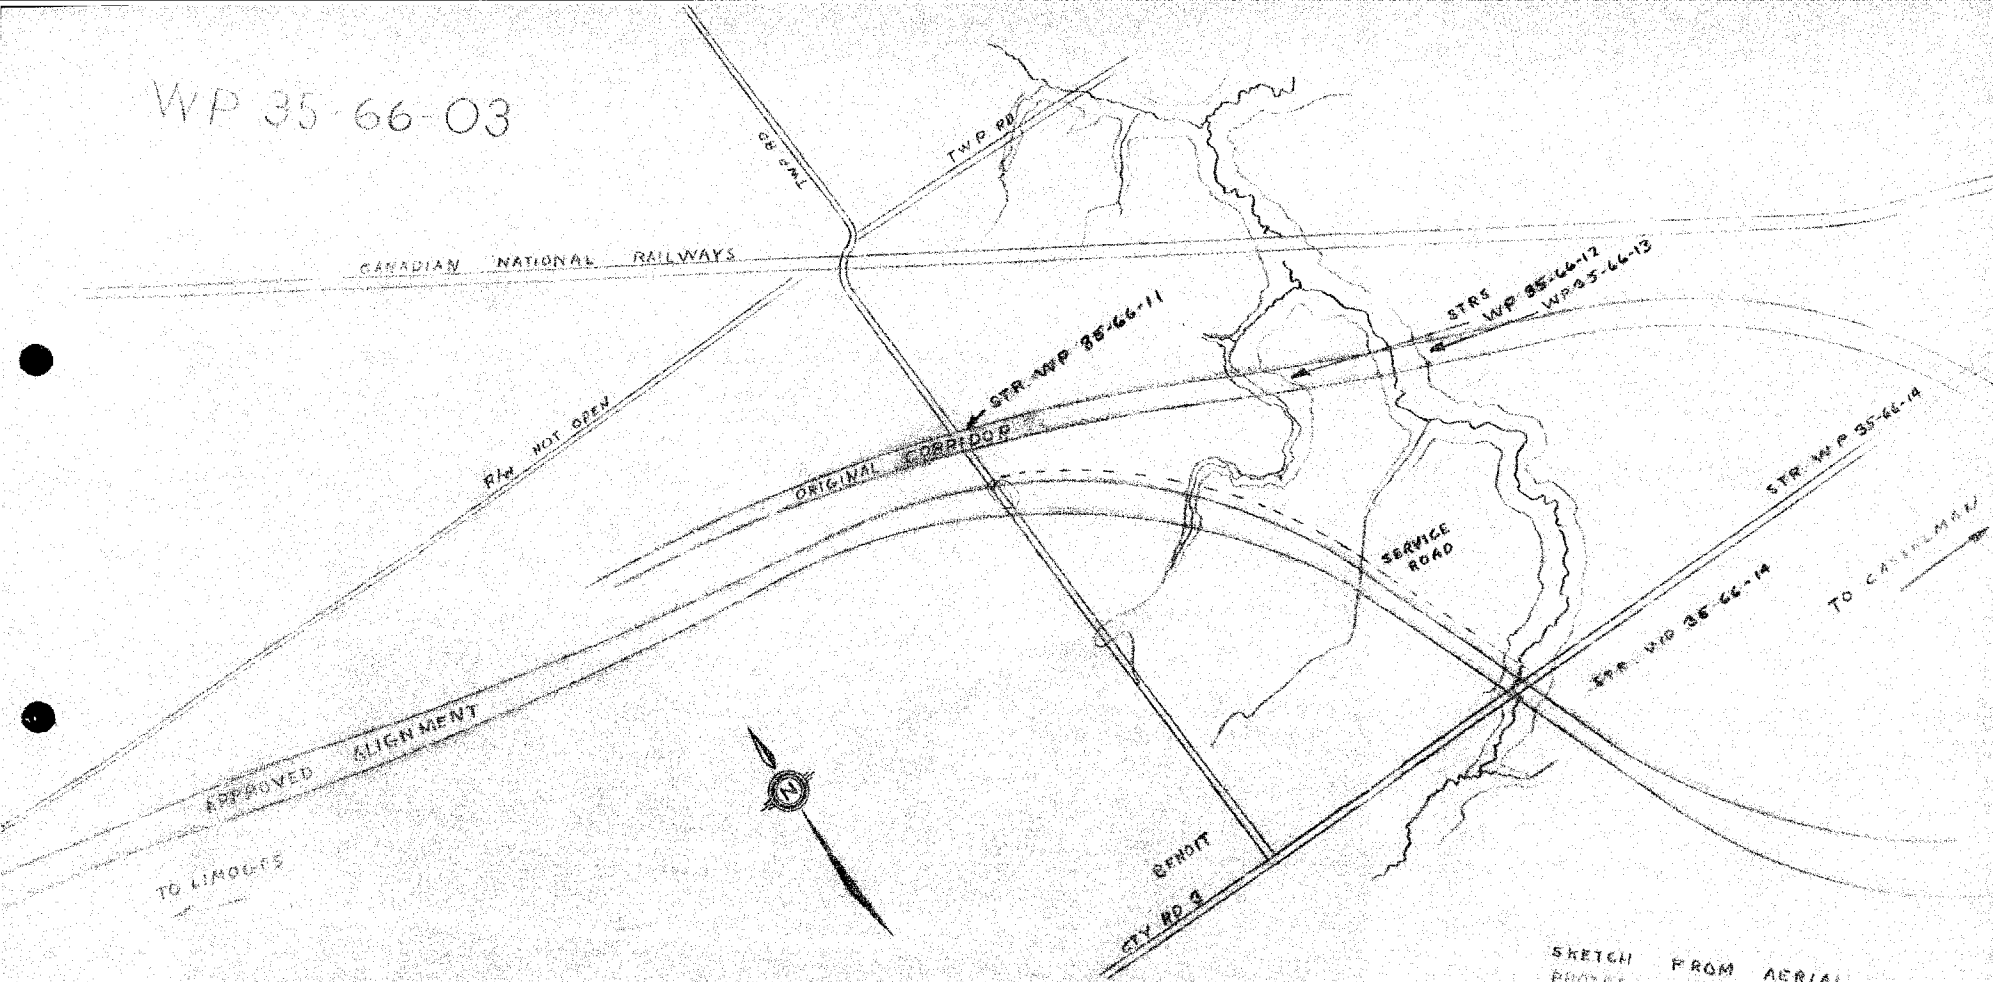 WP 35-66-03
TWP RD
TWP RD
CANADIAN NATIONAL RAILWAYS
STRS
WP 35-66-12
WP 35-66-13
STR. WP 35-66-11
R/W NOT OPEN
ORIGINAL CORRIDOR
STR. WP 35-66-14
SERVICE
ROAD
TO CASSELMAN
STR. WP 35-66-14
APPROVED ALIGNMENT
N
TO LIMOGES
BENOIT
CTY RD 3
SKETCH FROM AERIAL